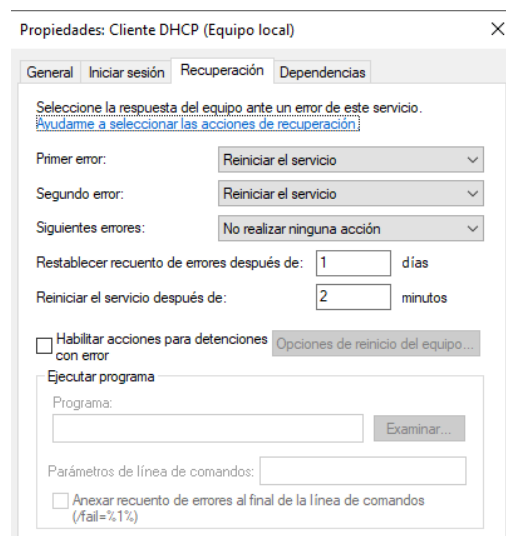 Propiedades: Cliente DHCP (Equipo local)
General Iniciar sesión Recuperación Dependencias
Seleccione la respuesta del equipo ante un error de este servicio.
Ayudarme a seleccionar las acciones de recuperación.
Primer error: Reiniciar el servicio
Segundo error: Reiniciar el servicio
Siguientes errores: No realizar ninguna acción
Restablecer recuento de errores después de: 1 días
Reiniciar el servicio después de: 2 minutos
Habilitar acciones para detenciones
con error
Opciones de reinicio del equipo...
Ejecutar programa
Programa:
Examinar...
Parámetros de línea de comandos:
Anexar recuento de errores al final de la línea de comandos
(/fail=%1%)